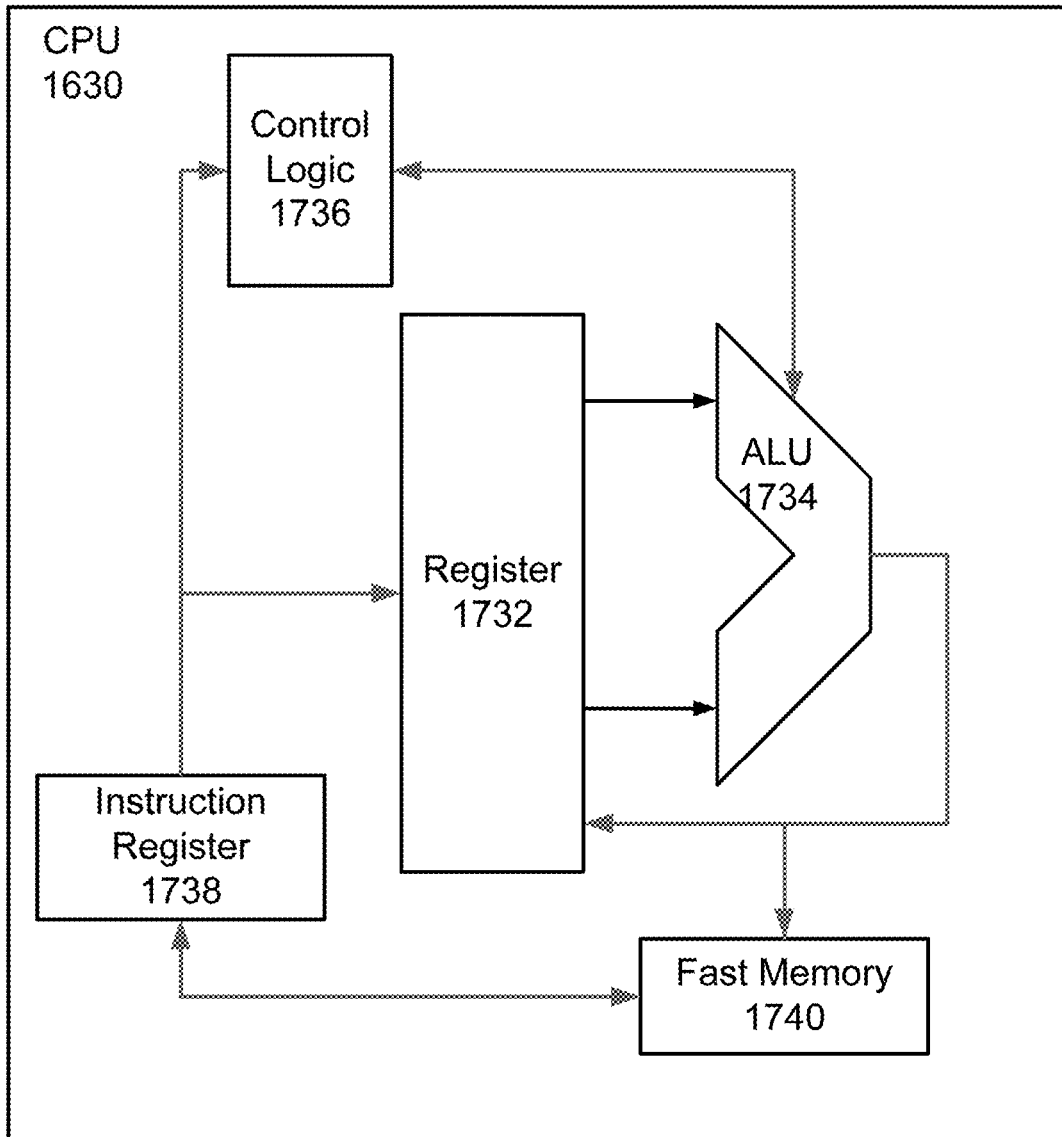 CPU
1630
Control
Logic
1736
ALU
1734
Register
1732
Instruction
Register
1738
Fast Memory
1740